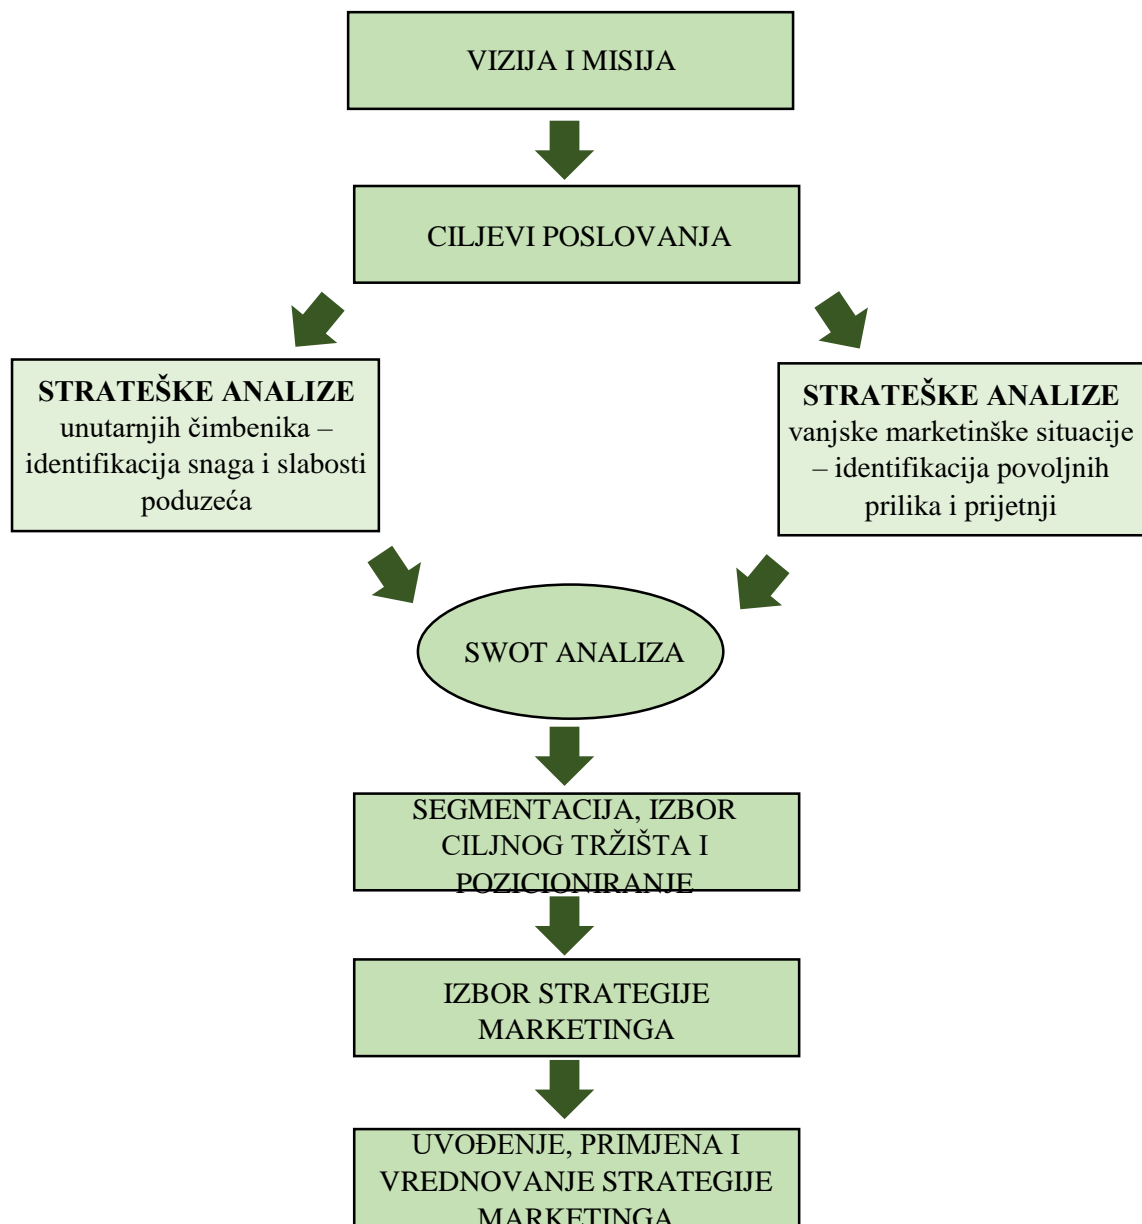 VIZIJA I MISIJA
CILJEVI POSLOVANJA
STRATEŠKE ANALIZE
unutarnjih čimbenika –
identifikacija snaga i slabosti
poduzeća
STRATEŠKE ANALIZE
vanjske marketinške situacije
– identifikacija povoljnih
prilika i prijetnji
SWOT ANALIZA
SEGMENTACIJA, IZBOR
CILJNOG TRŽIŠTA I
POZICIONIRANJE
IZBOR STRATEGIJE
MARKETINGA
UVOĐENJE, PRIMJENA I
VREDNOVANJE STRATEGIJE
MARKETINGA